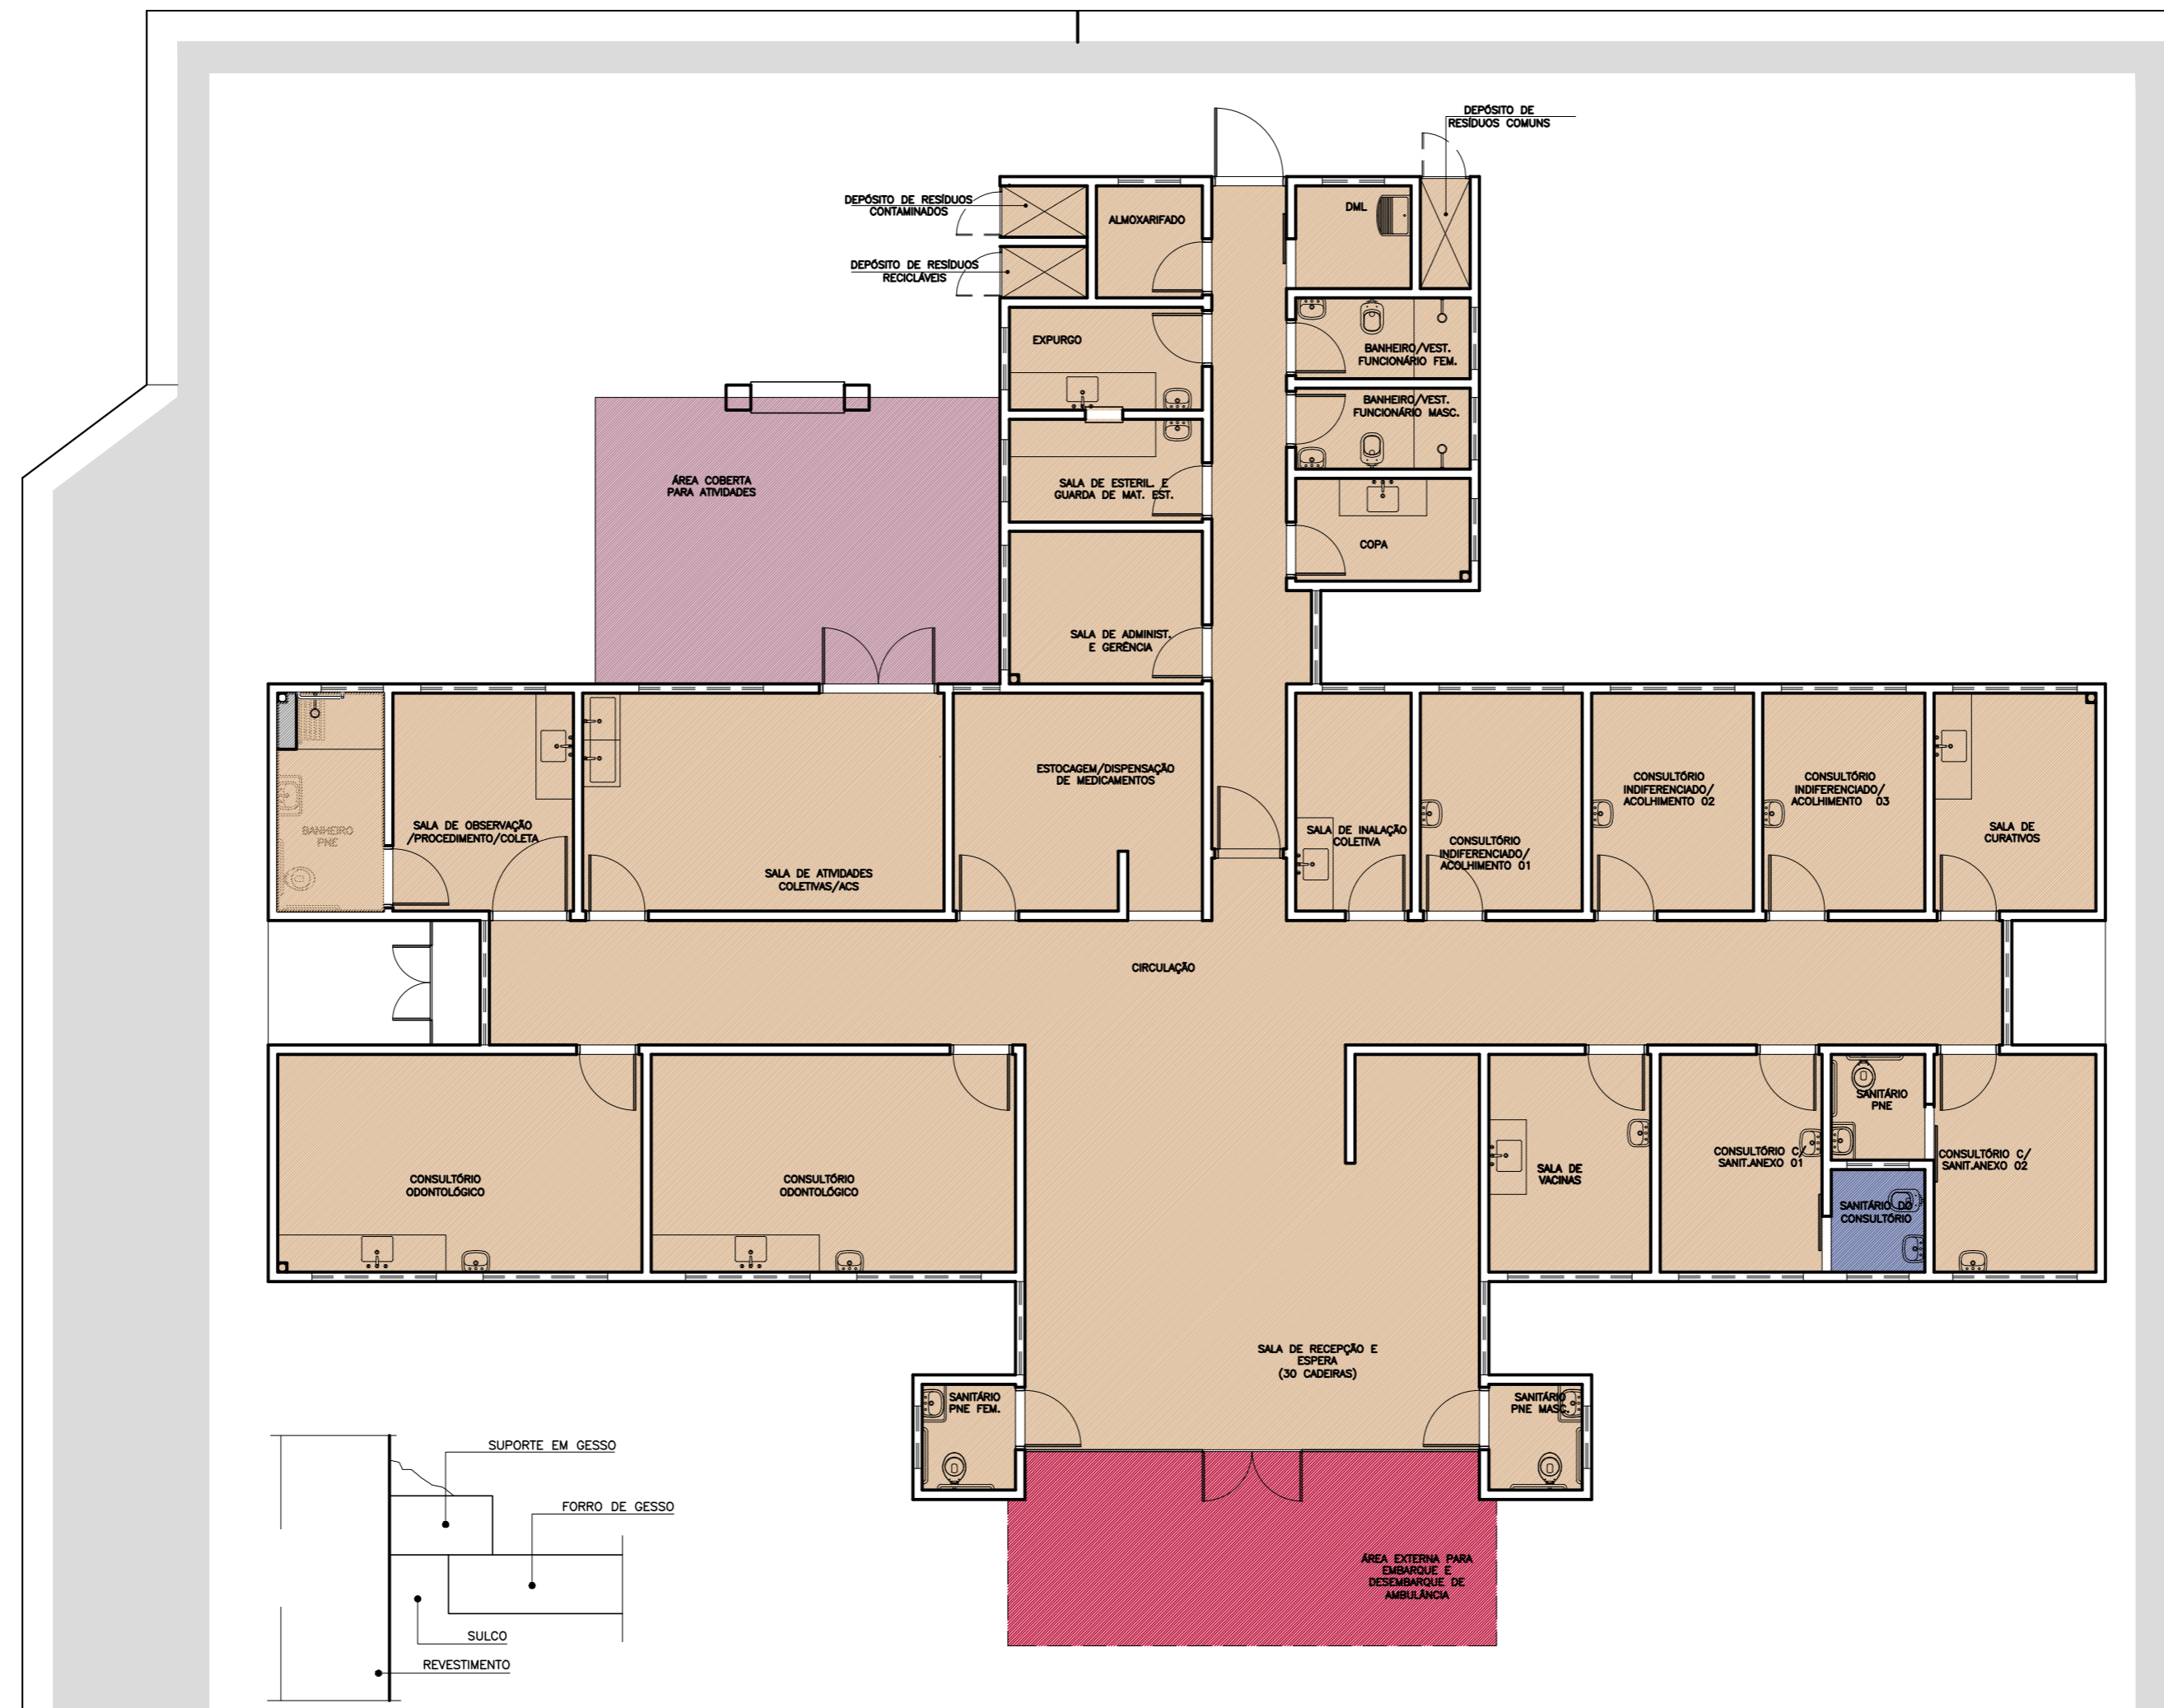 DEPÓSITO DE
RESÍDUOS COMUNS
DEPÓSITO DE RESÍDUOS
CONTAMINADOS
ALMOXARIFADO
DML
DEPÓSITO DE RESÍDUOS
RECICLÁVEIS
EXPURGO
BANHEIRO/VEST.
FUNCIONÁRIO FEM.
BANHEIRO/VEST.
FUNCIONÁRIO MASC.
ÁREA COBERTA
PARA ATIVIDADES
SALA DE ESTERIL. E
GUARDA DE MAT. EST.
COPA
SALA DE ADMINIST.
E GERÊNCIA
BANHEIRO
PNE
SALA DE OBSERVAÇÃO
/PROCEDIMENTO/COLETA
SALA DE ATIVIDADES
COLETIVAS/ACS
ESTOCAGEM/DISPENSAÇÃO
DE MEDICAMENTOS
SALA DE INALAÇÃO
COLETIVA
CONSULTÓRIO
INDIFERENCIADO/
ACOLHIMENTO 01
CONSULTÓRIO
INDIFERENCIADO/
ACOLHIMENTO 02
CONSULTÓRIO
INDIFERENCIADO/
ACOLHIMENTO 03
SALA DE
CURATIVOS
CIRCULAÇÃO
CONSULTÓRIO
ODONTOLÓGICO
CONSULTÓRIO
ODONTOLÓGICO
SALA DE
VACINAS
CONSULTÓRIO C/
SANIT.ANEXO 01
SANITÁRIO
PNE
CONSULTÓRIO C/
SANIT.ANEXO 02
SANITÁRIO DO
CONSULTÓRIO
SALA DE RECEPÇÃO E
ESPERA
(30 CADEIRAS)
SANITÁRIO
PNE FEM.
SANITÁRIO
PNE MASC.
ÁREA EXTERNA PARA
EMBARQUE E
DESEMBARQUE DE
AMBULÂNCIA
SUPORTE EM GESSO
FORRO DE GESSO
SULCO
REVESTIMENTO